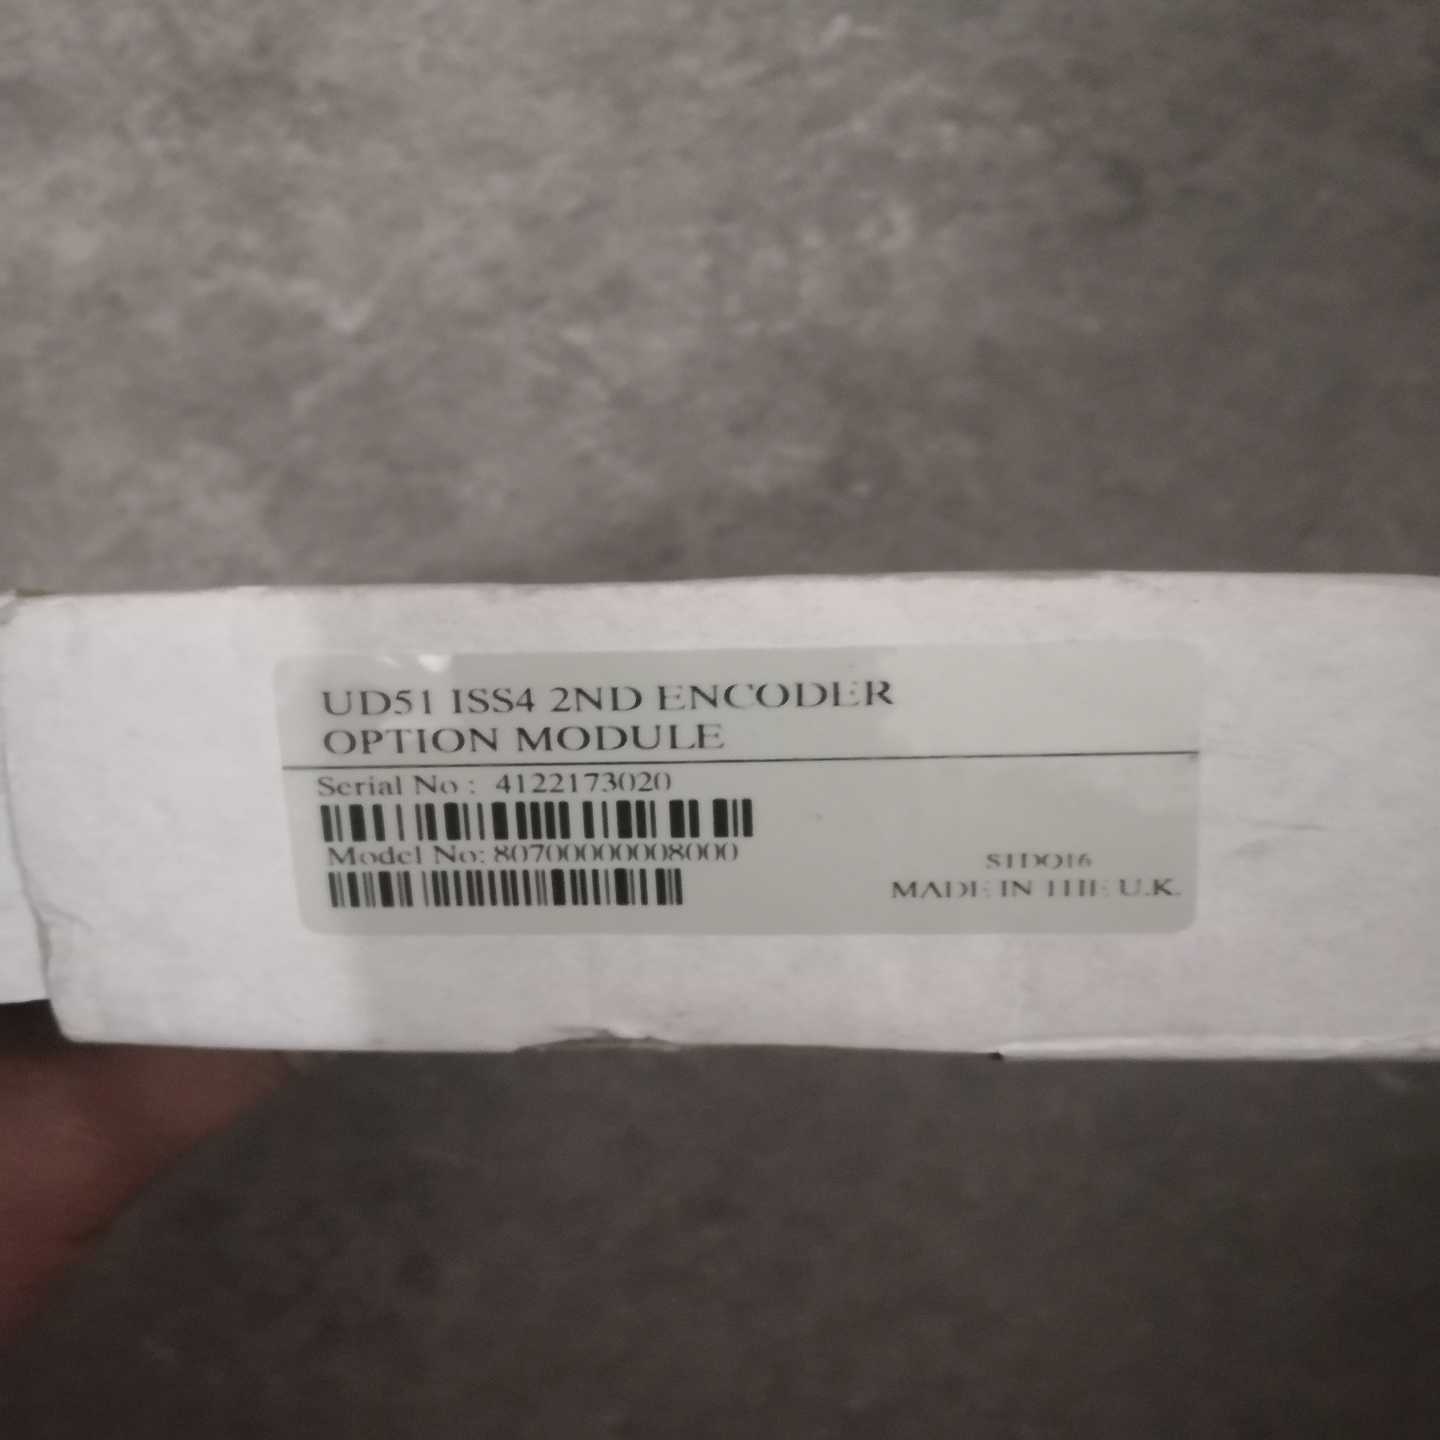 UD51 ISS4 2ND ENCODER
OPTION MODULE
Serial No : 4122173020
Model No: 80700000008000
STDO16
MADE IN THE U.K.